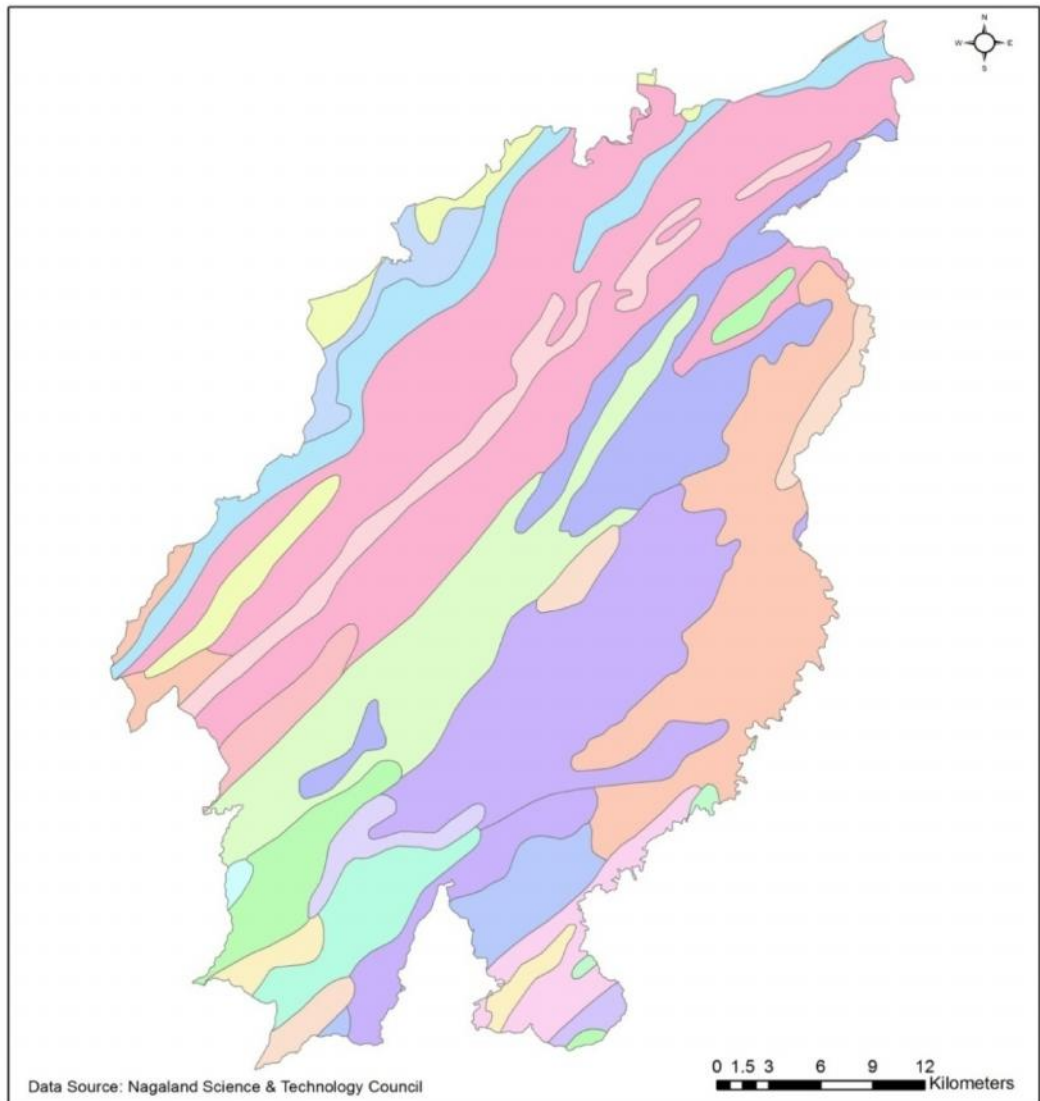 N
W E
S
Data Source: Nagaland Science & Technology Council
0 1.5 3 6 9 12
Kilometers